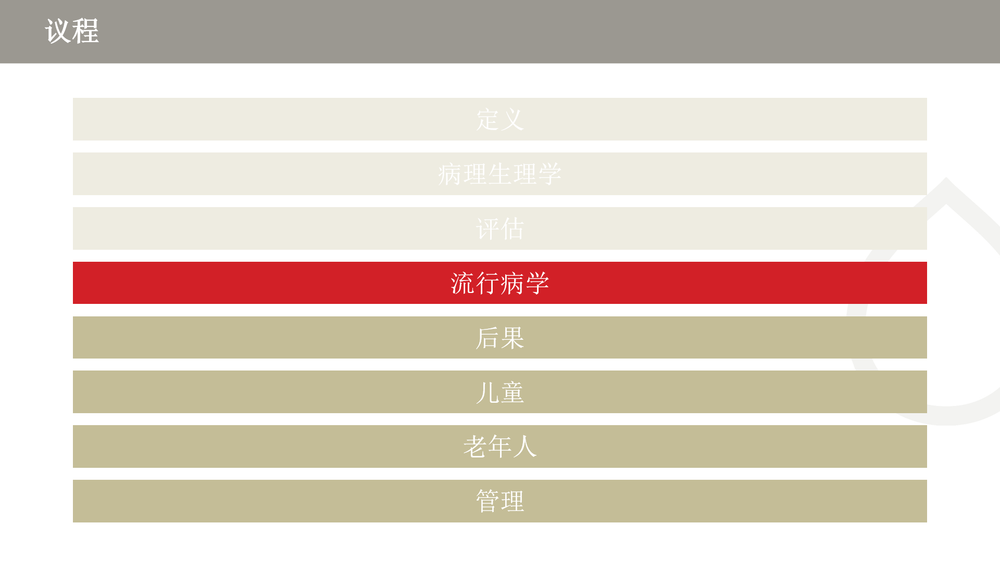 议程
定义
病理生理学
评估
流行病学
后果
儿童
老年人
管理